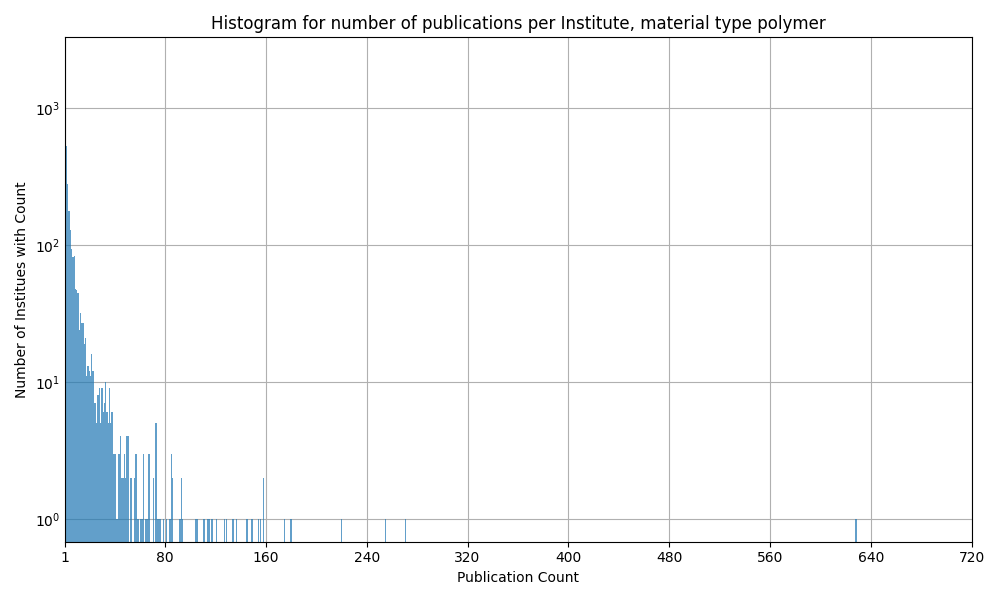 Histogram for number of publications per Institute, material type polymer
Number of Institues with Count
10³
10²
10¹
10⁰
1 80 160 240 320 400 480 560 640 720
Publication Count